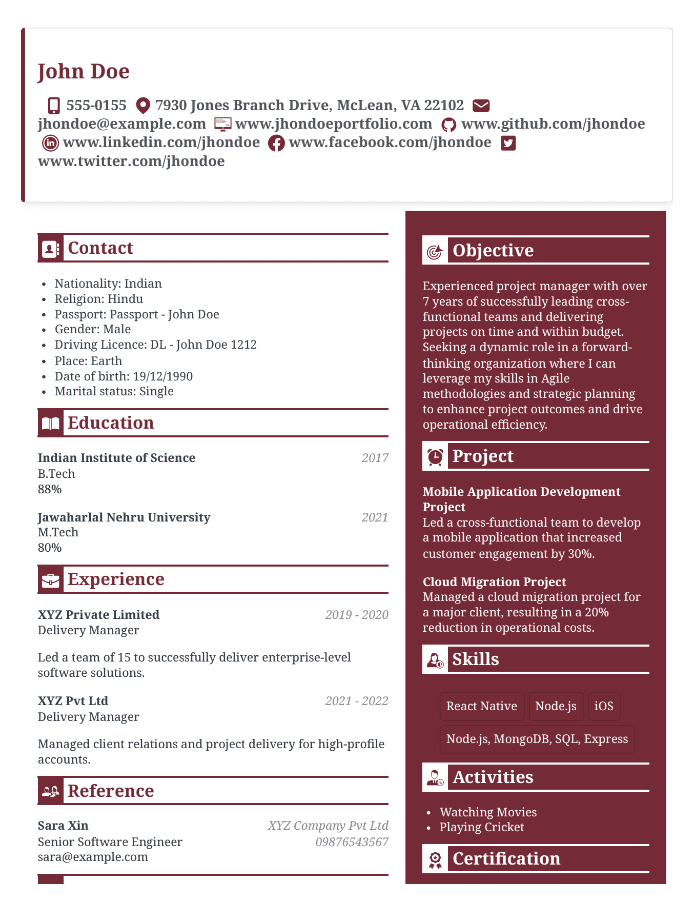 John Doe
555-0155 7930 Jones Branch Drive, McLean, VA 22102
jhondoe@example.com www.jhondoeportfolio.com www.github.com/jhondoe
www.linkedin.com/jhondoe www.facebook.com/jhondoe
www.twitter.com/jhondoe
Contact
• Nationality: Indian
• Religion: Hindu
• Passport: Passport - John Doe
• Gender: Male
• Driving Licence: DL - John Doe 1212
• Place: Earth
• Date of birth: 19/12/1990
• Marital status: Single
Education
Indian Institute of Science 2017
B.Tech
88%
Jawaharlal Nehru University 2021
M.Tech
80%
Experience
XYZ Private Limited 2019 - 2020
Delivery Manager
Led a team of 15 to successfully deliver enterprise-level
software solutions.
XYZ Pvt Ltd 2021 - 2022
Delivery Manager
Managed client relations and project delivery for high-profile
accounts.
Reference
Sara Xin XYZ Company Pvt Ltd
Senior Software Engineer 09876543567
sara@example.com
Objective
Experienced project manager with over
7 years of successfully leading cross-
functional teams and delivering
projects on time and within budget.
Seeking a dynamic role in a forward-
thinking organization where I can
leverage my skills in Agile
methodologies and strategic planning
to enhance project outcomes and drive
operational efficiency.
Project
Mobile Application Development
Project
Led a cross-functional team to develop
a mobile application that increased
customer engagement by 30%.
Cloud Migration Project
Managed a cloud migration project for
a major client, resulting in a 20%
reduction in operational costs.
Skills
React Native Node.js iOS
Node.js, MongoDB, SQL, Express
Activities
• Watching Movies
• Playing Cricket
Certification